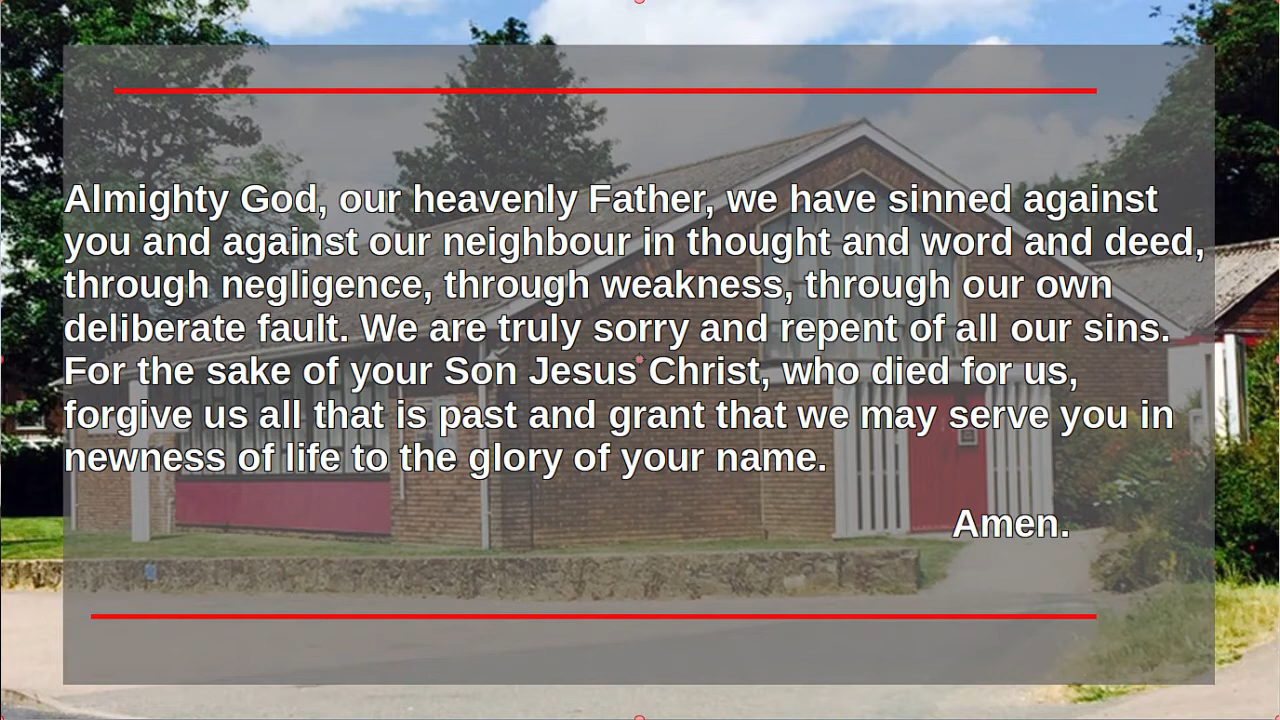 Almighty God, our heavenly Father, we have sinned against
you and against our neighbour in thought and word and deed,
through negligence, through weakness, through our own
deliberate fault. We are truly sorry and repent of all our sins.
For the sake of your Son Jesus Christ, who died for us,
forgive us all that is past and grant that we may serve you in
newness of life to the glory of your name.
Amen.